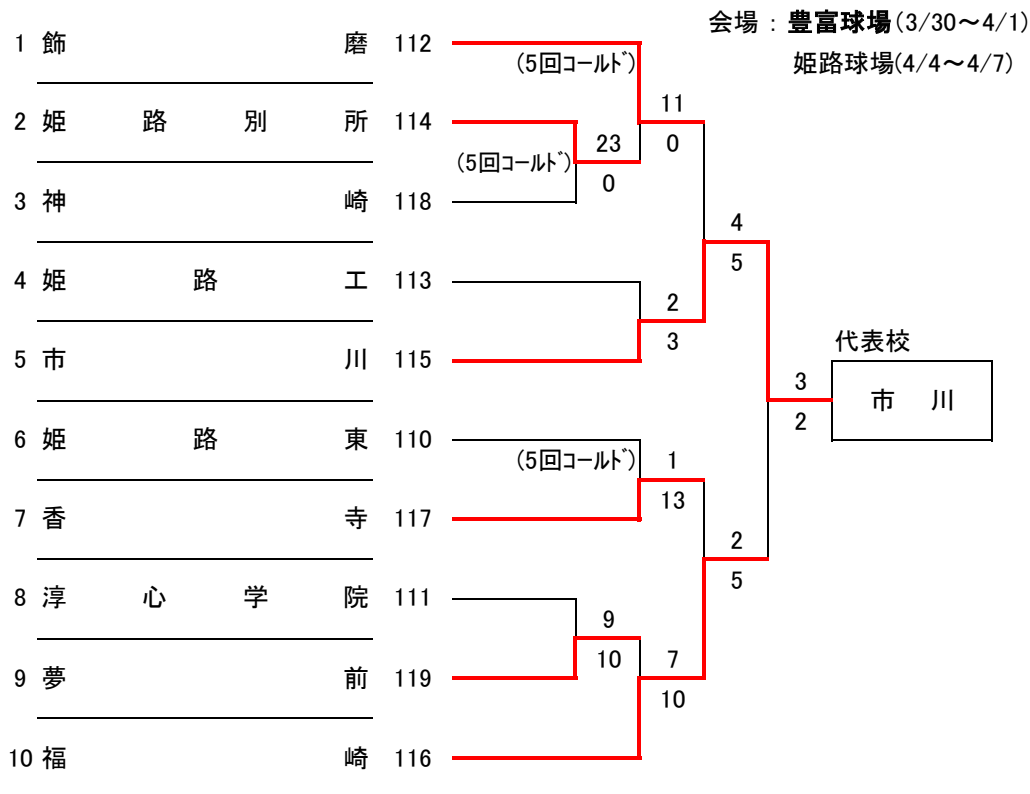 会場：豊富球場(3/30～4/1)
1 飾磨 112
(5回ｺｰﾙﾄﾞ)
姫路球場(4/4～4/7)
11
2 姫路別所 114
23
0
(5回ｺｰﾙﾄﾞ)
0
3 神崎 118
4
5
4 姫路工 113
2
3
5 市川 115
代表校
3
市川
2
6 姫路東 110
(5回ｺｰﾙﾄﾞ)
1
13
7 香寺 117
2
5
8 淳心学院 111
9
10
7
9 夢前 119
10
10 福崎 116